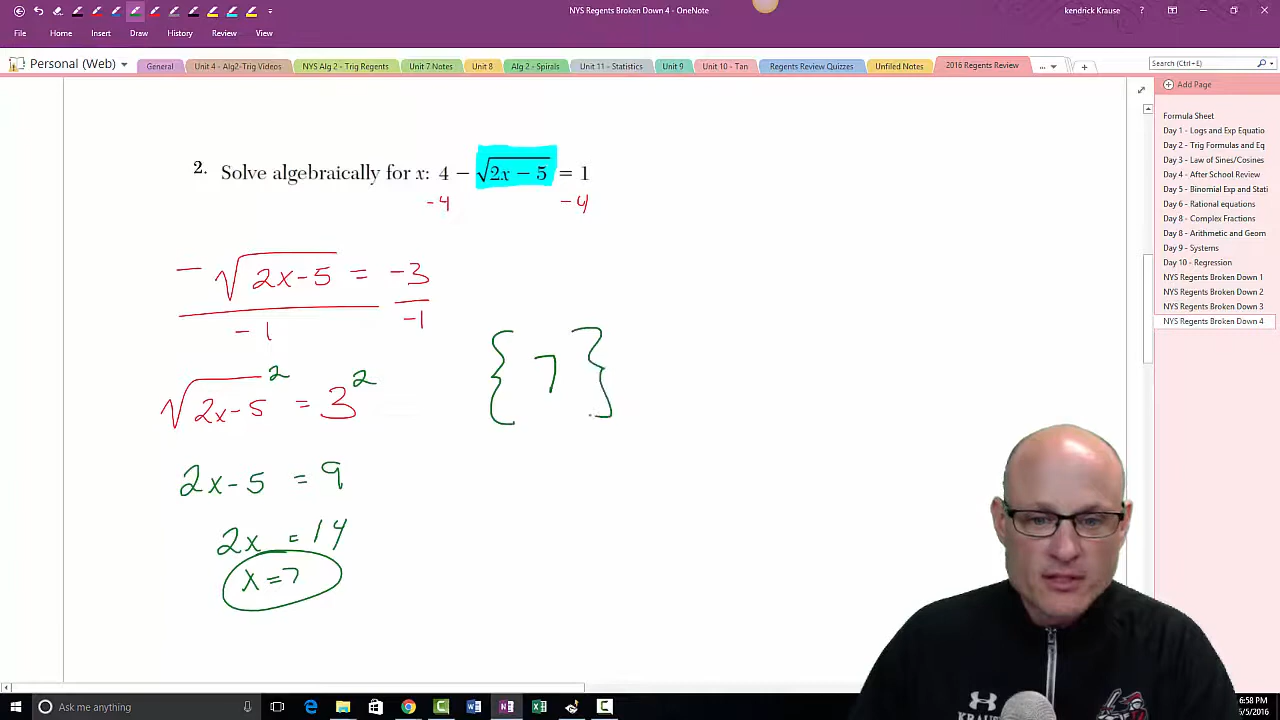 NYS Regents Broken Down 4 - OneNote
kendrick Krause
?
File Home Insert Draw History Review View
Personal (Web)
General Unit 4 - Alg2-Trig Videos NYS Alg 2 - Trig Regents Unit 7 Notes Unit 8 Alg 2 - Spirals Unit 11 - Statistics Unit 9 Unit 10 - Tan Regents Review Quizzes Unfiled Notes 2016 Regents Review ... +
Search (Ctrl+E)
Add Page
Formula Sheet
Day 1 - Logs and Exp Equatio
Day 2 - Trig Formulas and Eq
Day 3 - Law of Sines/Cosines
Day 4 - After School Review
Day 5 - Binomial Exp and Stati
Day 6 - Rational equations
Day 8 - Complex Fractions
Day 8 - Arithmetic and Geom
Day 9 - Systems
Day 10 - Regression
NYS Regents Broken Down 1
NYS Regents Broken Down 2
NYS Regents Broken Down 3
NYS Regents Broken Down 4
2. Solve algebraically for x: 4 − √2x − 5 = 1
-4 -4
- √2x-5 = -3
-1 -1
√2x-5² = 3²
{ 7 }
2x-5 = 9
2x = 14
x=7
Ask me anything
6:58 PM
/5/2016